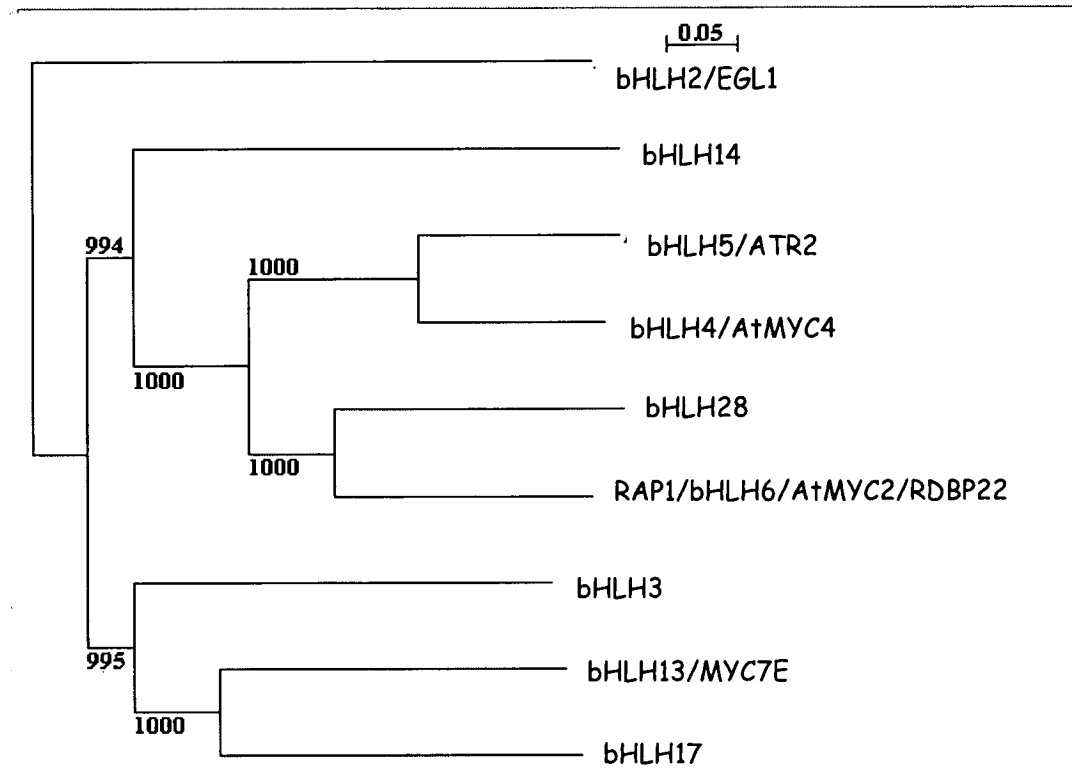 0.05
bHLH2/EGL1
bHLH14
994
bHLH5/ATR2
1000
bHLH4/AtMYC4
1000
bHLH28
1000
RAP1/bHLH6/AtMYC2/RDBP22
bHLH3
995
bHLH13/MYC7E
1000
bHLH17